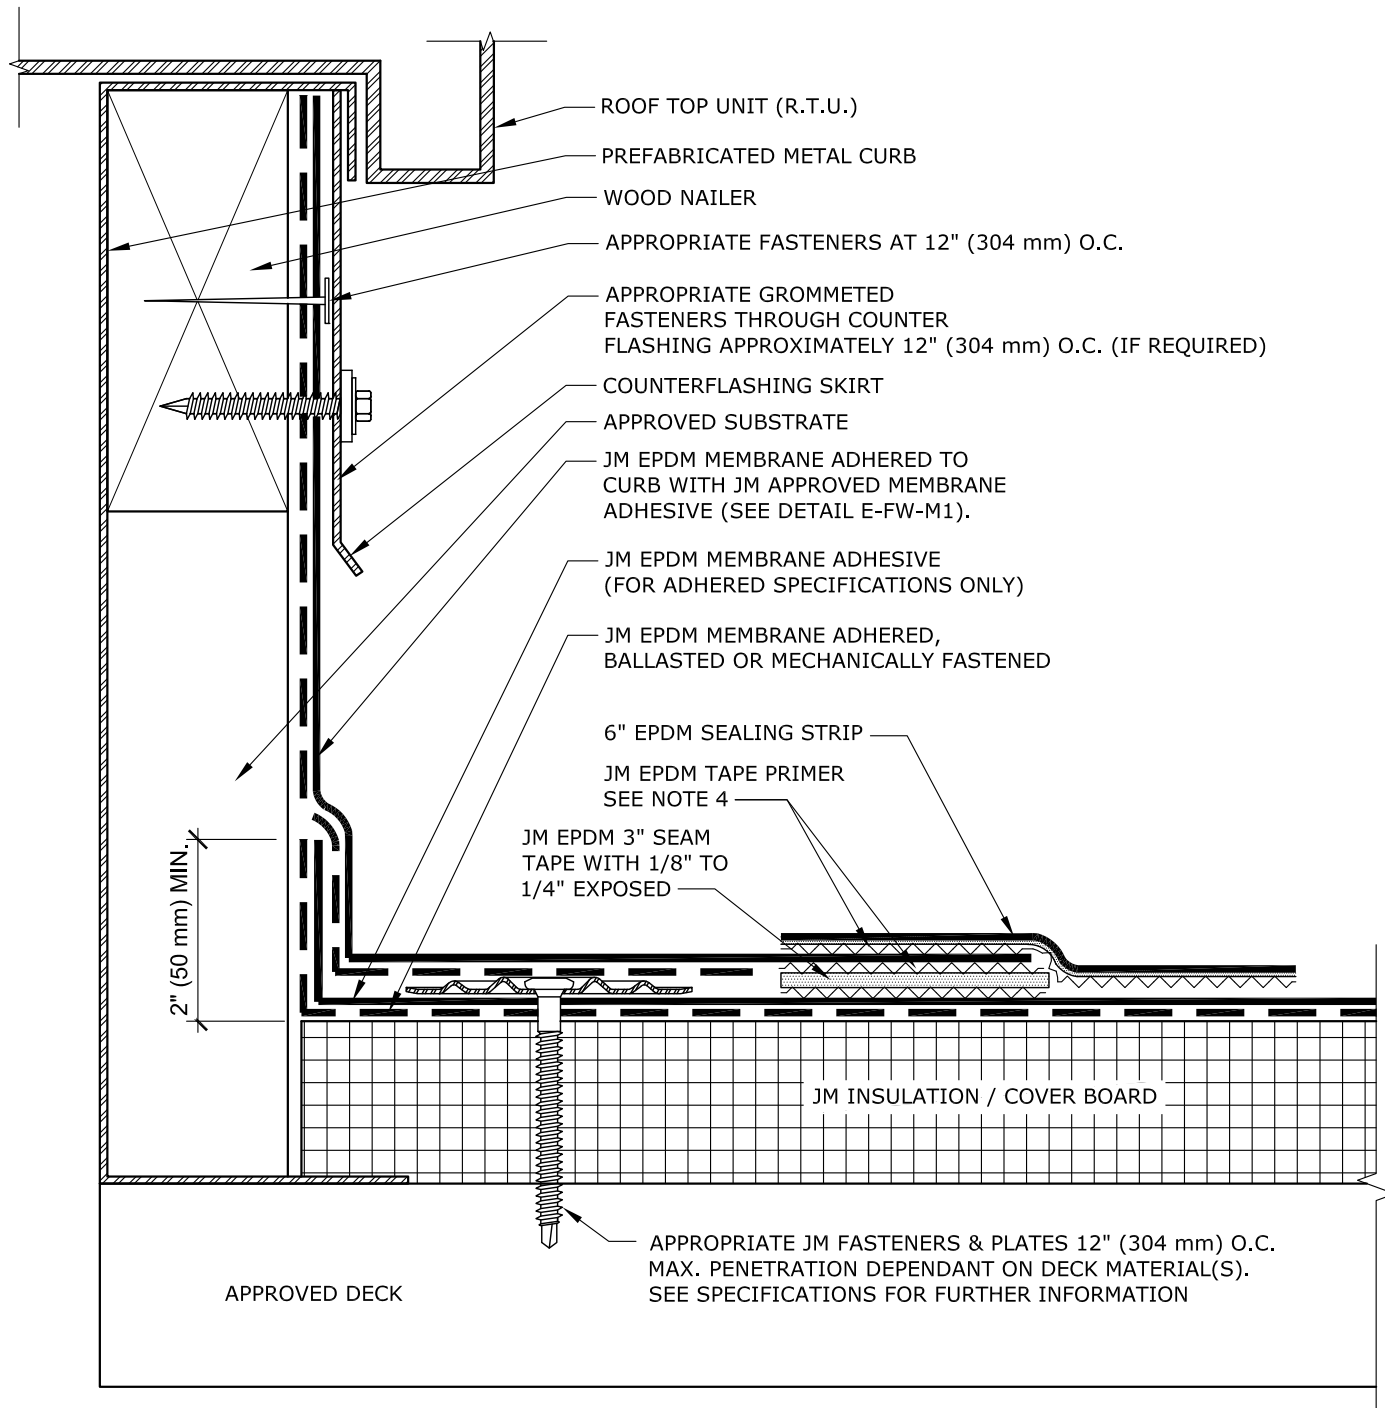 ROOF TOP UNIT (R.T.U.)
PREFABRICATED METAL CURB
WOOD NAILER
APPROPRIATE FASTENERS AT 12" (304 mm) O.C.
APPROPRIATE GROMMETED
FASTENERS THROUGH COUNTER
FLASHING APPROXIMATELY 12" (304 mm) O.C. (IF REQUIRED)
COUNTERFLASHING SKIRT
APPROVED SUBSTRATE
JM EPDM MEMBRANE ADHERED TO
CURB WITH JM APPROVED MEMBRANE
ADHESIVE (SEE DETAIL E-FW-M1).
JM EPDM MEMBRANE ADHESIVE
(FOR ADHERED SPECIFICATIONS ONLY)
JM EPDM MEMBRANE ADHERED,
BALLASTED OR MECHANICALLY FASTENED
6" EPDM SEALING STRIP
JM EPDM TAPE PRIMER
SEE NOTE 4
JM EPDM 3" SEAM
TAPE WITH 1/8" TO
1/4" EXPOSED
2" (50 mm) MIN.
JM INSULATION / COVER BOARD
APPROPRIATE JM FASTENERS & PLATES 12" (304 mm) O.C.
MAX. PENETRATION DEPENDANT ON DECK MATERIAL(S).
SEE SPECIFICATIONS FOR FURTHER INFORMATION
APPROVED DECK